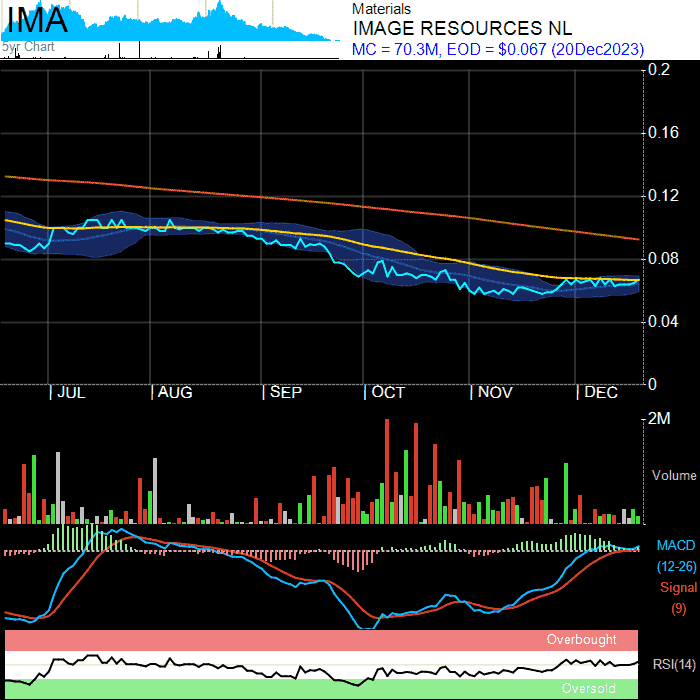 IMA
5yr Chart
Materials
IMAGE RESOURCES NL
MC = 70.3M, EOD = $0.067 (20Dec2023)
0.2
0.16
0.12
0.08
0.04
0
JUL
AUG
SEP
OCT
NOV
DEC
2M
Volume
MACD
(12-26)
Signal
(9)
Overbought
RSI(14)
Oversold